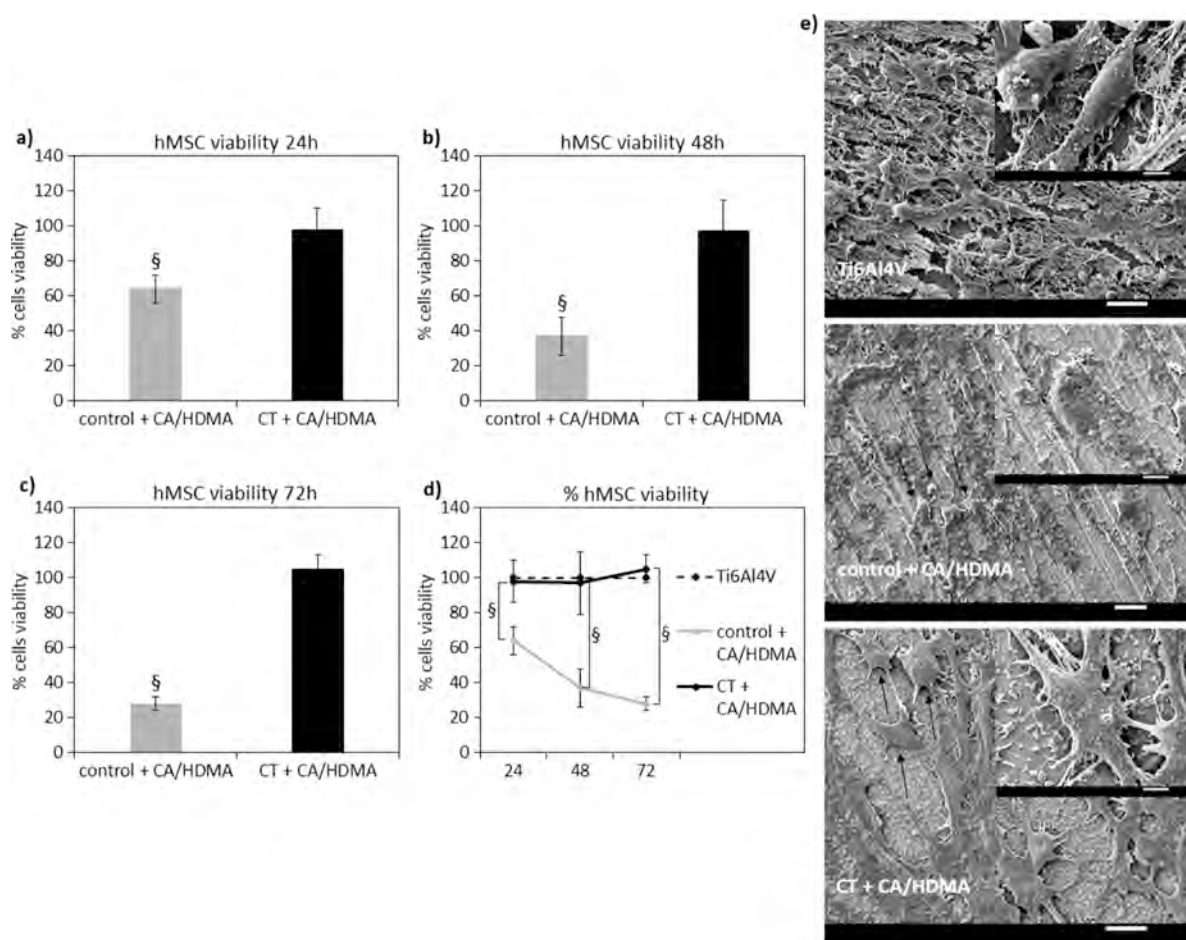 a)
hMSC viability 24h
140
120
100
80
60
40
20
0
% cells viability
§
control + CA/HDMA
CT + CA/HDMA
b)
hMSC viability 48h
140
120
100
80
60
40
20
0
% cells viability
§
control + CA/HDMA
CT + CA/HDMA
c)
hMSC viability 72h
140
120
100
80
60
40
20
0
% cells viability
§
control + CA/HDMA
CT + CA/HDMA
d)
% hMSC viability
140
120
100
80
60
40
20
0
% cells viability
§
§
§
24
48
72
Ti6Al4V
control +
CA/HDMA
CT +
CA/HDMA
e)
Ti6Al4V
control + CA/HDMA
CT + CA/HDMA